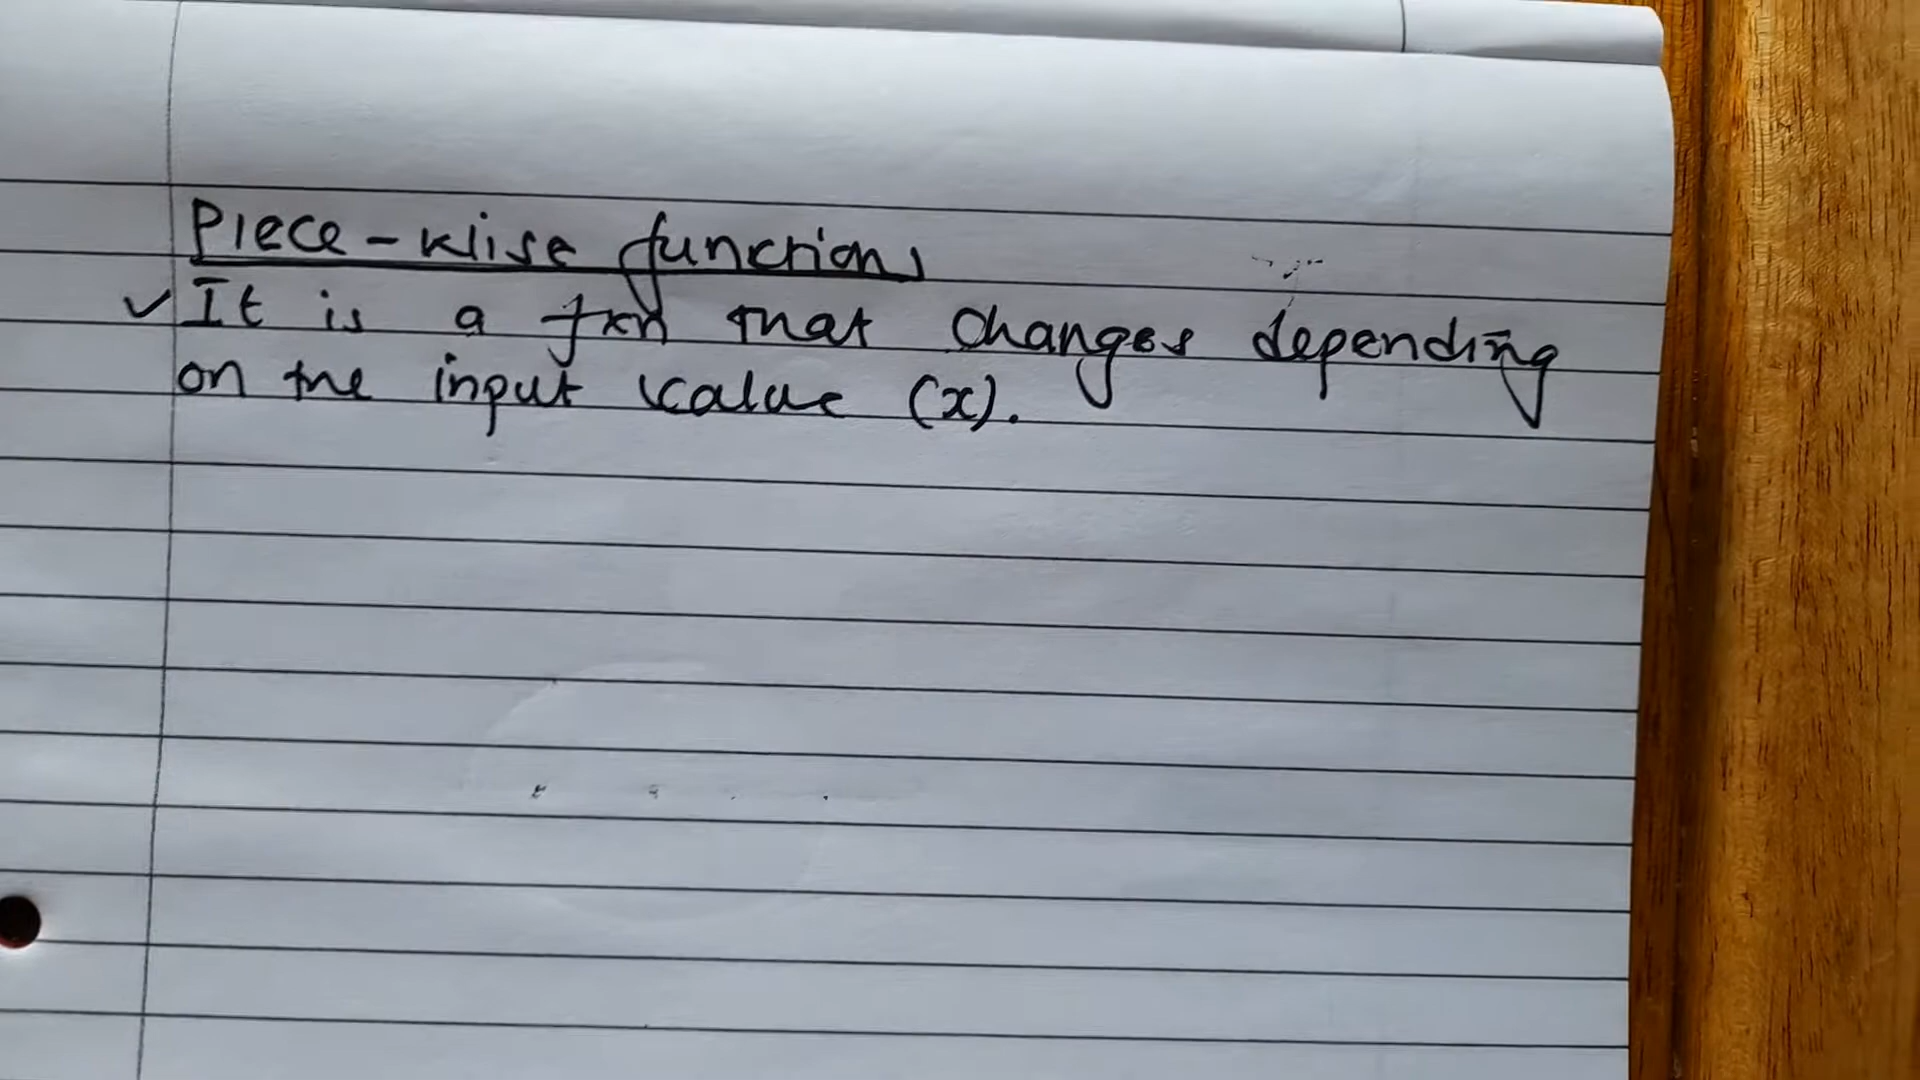 Piece-wise functions
✓ It is a fxn that changes depending
on the input value (x).